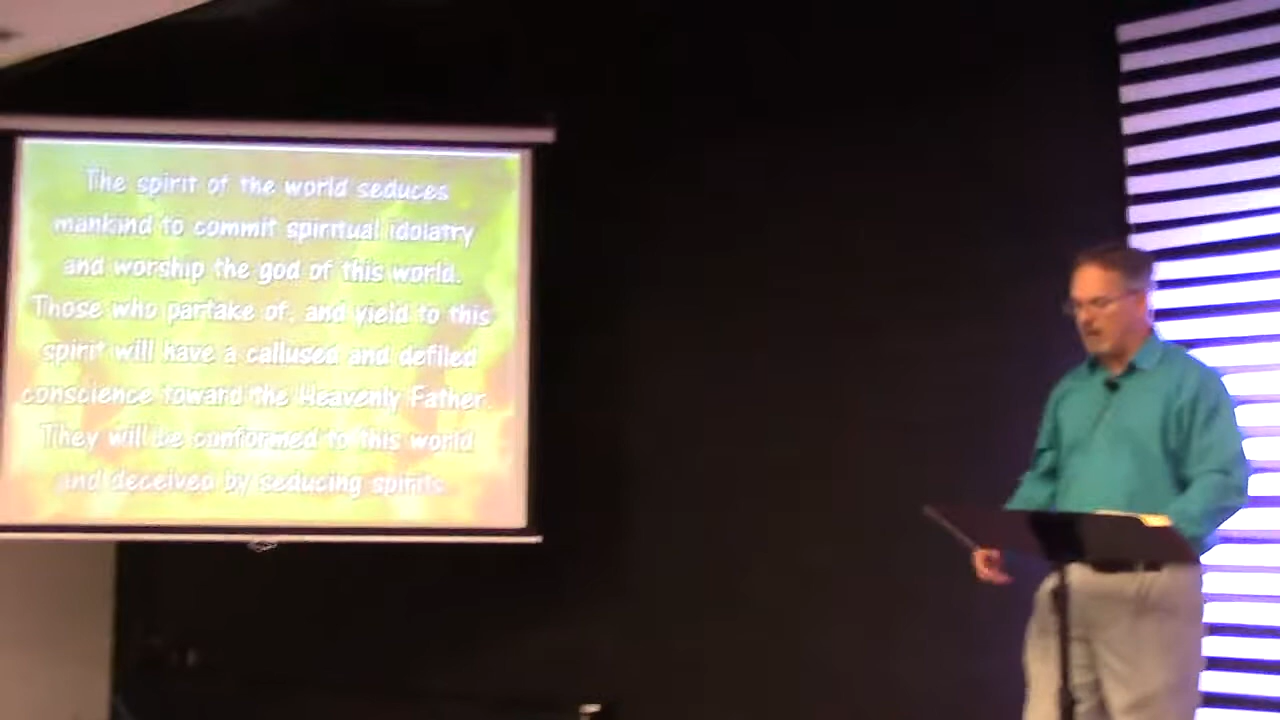 The spirit of the world seduces
mankind to commit spiritual idolatry
and worship the god of this world.
Those who partake of, and yield to this
spirit will have a callused and defiled
conscience toward the Heavenly Father.
They will be conformed to this world
and deceived by seducing spirits.